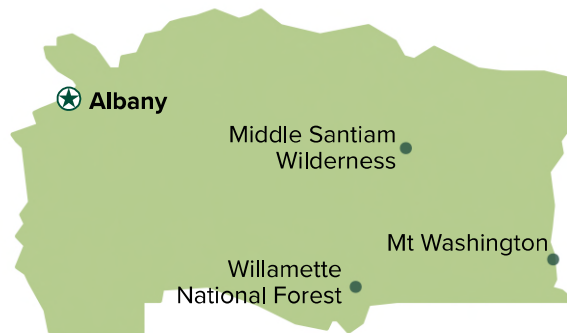 Albany
Middle Santiam
Wilderness
Mt Washington
Willamette
National Forest